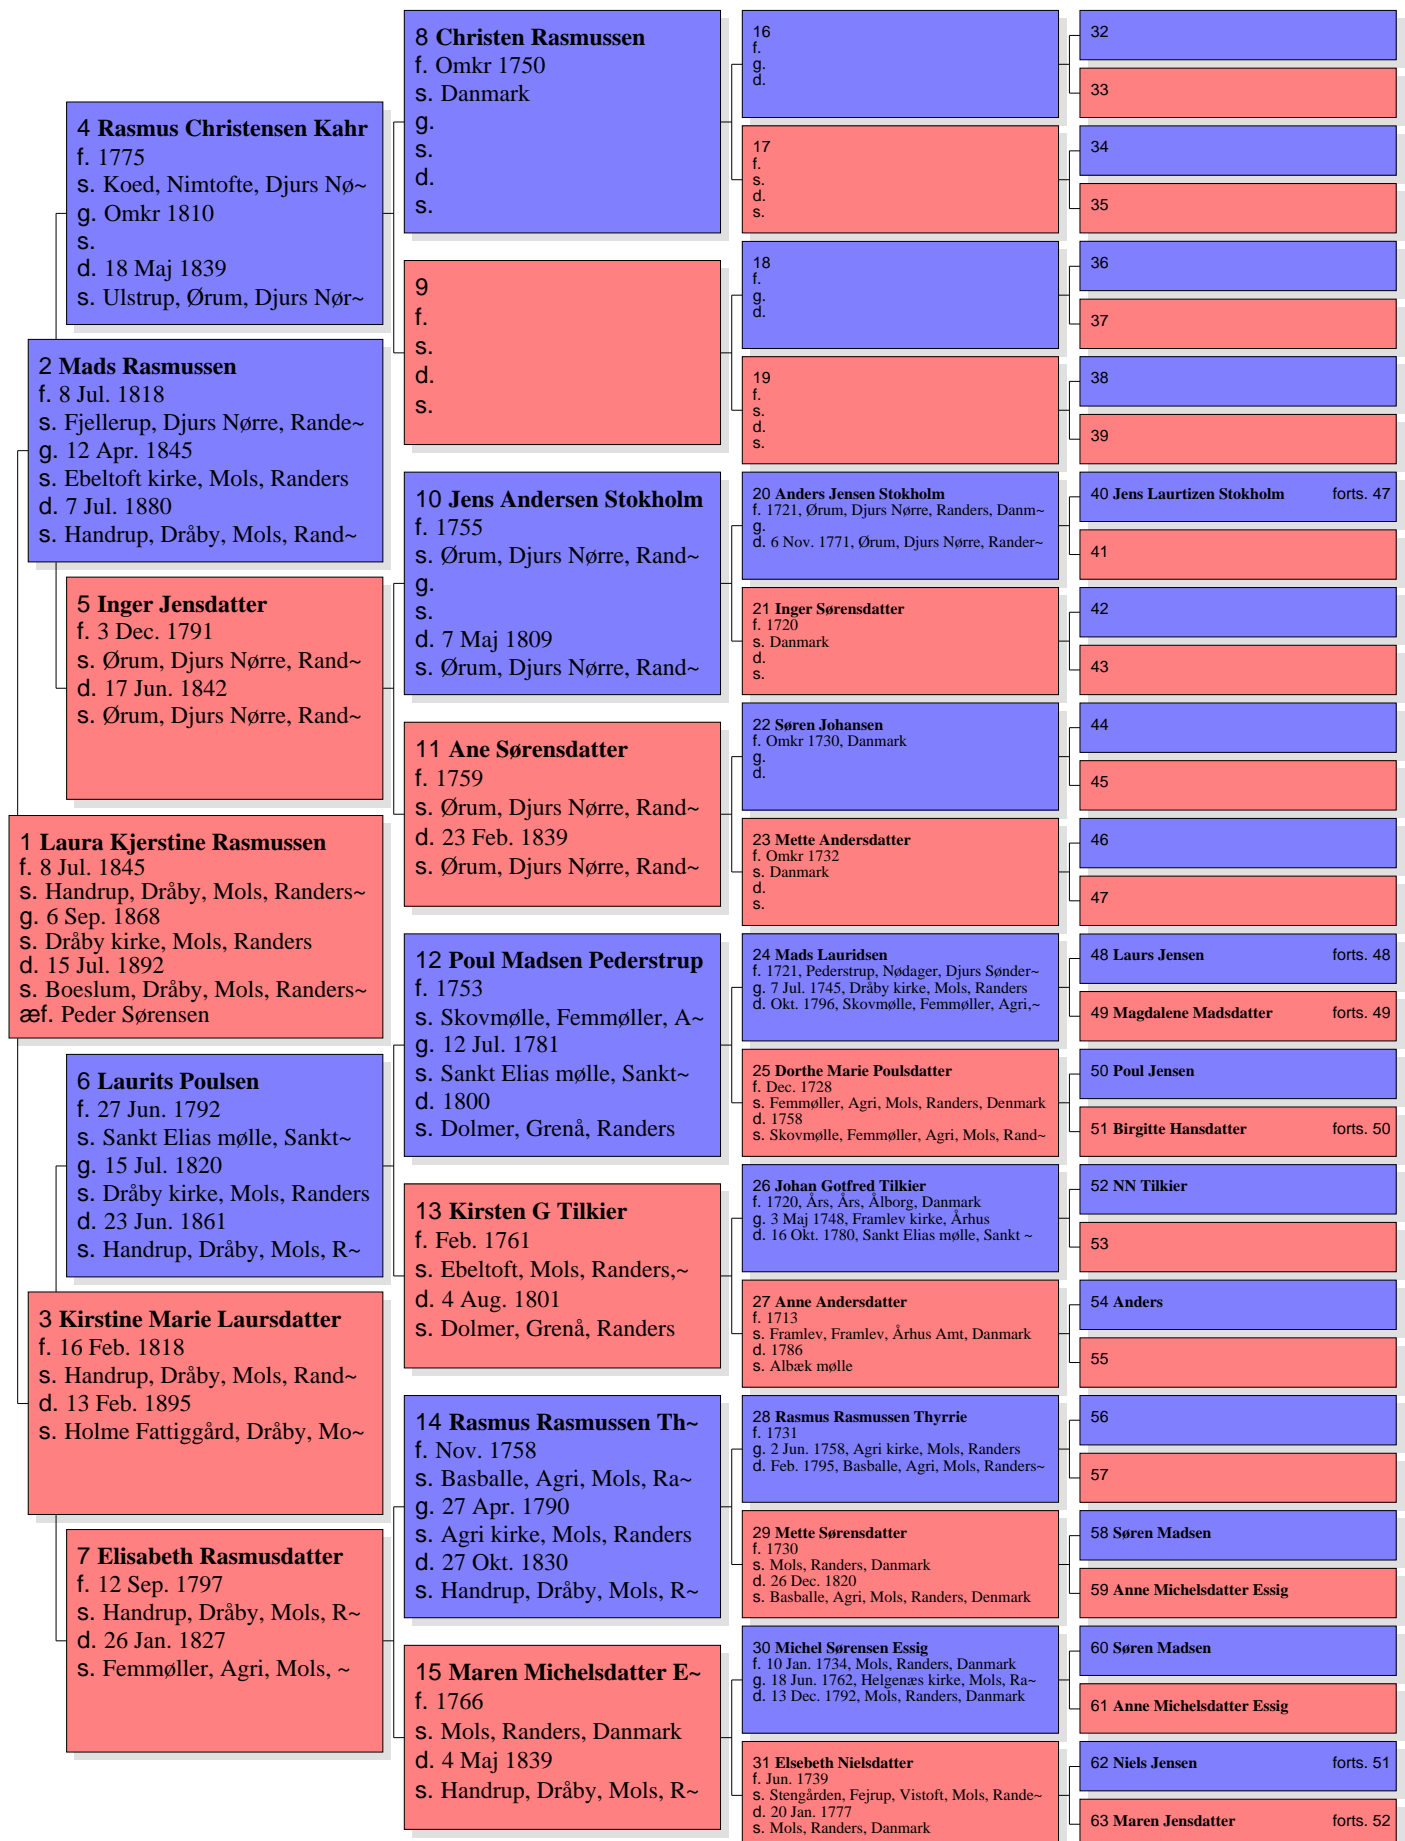 1 Laura Kjerstine Rasmussen
f. 8 Jul. 1845
s. Handrup, Dråby, Mols, Randers~
g. 6 Sep. 1868
s. Dråby kirke, Mols, Randers
d. 15 Jul. 1892
s. Boeslum, Dråby, Mols, Randers~
æf. Peder Sørensen
2 Mads Rasmussen
f. 8 Jul. 1818
s. Fjellerup, Djurs Nørre, Rande~
g. 12 Apr. 1845
s. Ebeltoft kirke, Mols, Randers
d. 7 Jul. 1880
s. Handrup, Dråby, Mols, Rand~
3 Kirstine Marie Laursdatter
f. 16 Feb. 1818
s. Handrup, Dråby, Mols, Rand~
d. 13 Feb. 1895
s. Holme Fattiggård, Dråby, Mo~
4 Rasmus Christensen Kahr
f. 1775
s. Koed, Nimtofte, Djurs Nø~
g. Omkr 1810
s.
d. 18 Maj 1839
s. Ulstrup, Ørum, Djurs Nør~
5 Inger Jensdatter
f. 3 Dec. 1791
s. Ørum, Djurs Nørre, Rand~
d. 17 Jun. 1842
s. Ørum, Djurs Nørre, Rand~
6 Laurits Poulsen
f. 27 Jun. 1792
s. Sankt Elias mølle, Sankt~
g. 15 Jul. 1820
s. Dråby kirke, Mols, Randers
d. 23 Jun. 1861
s. Handrup, Dråby, Mols, R~
7 Elisabeth Rasmusdatter
f. 12 Sep. 1797
s. Handrup, Dråby, Mols, R~
d. 26 Jan. 1827
s. Femmøller, Agri, Mols, ~
8 Christen Rasmussen
f. Omkr 1750
s. Danmark
g.
s.
d.
s.
9
f.
s.
d.
s.
10 Jens Andersen Stokholm
f. 1755
s. Ørum, Djurs Nørre, Rand~
g.
s.
d. 7 Maj 1809
s. Ørum, Djurs Nørre, Rand~
11 Ane Sørensdatter
f. 1759
s. Ørum, Djurs Nørre, Rand~
d. 23 Feb. 1839
s. Ørum, Djurs Nørre, Rand~
12 Poul Madsen Pederstrup
f. 1753
s. Skovmølle, Femmøller, A~
g. 12 Jul. 1781
s. Sankt Elias mølle, Sankt~
d. 1800
s. Dolmer, Grenå, Randers
13 Kirsten G Tilkier
f. Feb. 1761
s. Ebeltoft, Mols, Randers,~
d. 4 Aug. 1801
s. Dolmer, Grenå, Randers
14 Rasmus Rasmussen Th~
f. Nov. 1758
s. Basballe, Agri, Mols, Ra~
g. 27 Apr. 1790
s. Agri kirke, Mols, Randers
d. 27 Okt. 1830
s. Handrup, Dråby, Mols, R~
15 Maren Michelsdatter E~
f. 1766
s. Mols, Randers, Danmark
d. 4 Maj 1839
s. Handrup, Dråby, Mols, R~
16
f.
g.
d.
17
f.
s.
d.
s.
18
f.
g.
d.
19
f.
s.
d.
s.
20 Anders Jensen Stokholm
f. 1721, Ørum, Djurs Nørre, Randers, Danm~
g.
d. 6 Nov. 1771, Ørum, Djurs Nørre, Rander~
21 Inger Sørensdatter
f. 1720
s. Danmark
d.
s.
22 Søren Johansen
f. Omkr 1730, Danmark
g.
d.
23 Mette Andersdatter
f. Omkr 1732
s. Danmark
d.
s.
24 Mads Lauridsen
f. 1721, Pederstrup, Nødager, Djurs Sønder~
g. 7 Jul. 1745, Dråby kirke, Mols, Randers
d. Okt. 1796, Skovmølle, Femmøller, Agri,~
25 Dorthe Marie Poulsdatter
f. Dec. 1728
s. Femmøller, Agri, Mols, Randers, Denmark
d. 1758
s. Skovmølle, Femmøller, Agri, Mols, Rand~
26 Johan Gotfred Tilkier
f. 1720, Års, Års, Ålborg, Danmark
g. 3 Maj 1748, Framlev kirke, Århus
d. 16 Okt. 1780, Sankt Elias mølle, Sankt ~
27 Anne Andersdatter
f. 1713
s. Framlev, Framlev, Århus Amt, Danmark
d. 1786
s. Albæk mølle
28 Rasmus Rasmussen Thyrrie
f. 1731
g. 2 Jun. 1758, Agri kirke, Mols, Randers
d. Feb. 1795, Basballe, Agri, Mols, Randers~
29 Mette Sørensdatter
f. 1730
s. Mols, Randers, Danmark
d. 26 Dec. 1820
s. Basballe, Agri, Mols, Randers, Denmark
30 Michel Sørensen Essig
f. 10 Jan. 1734, Mols, Randers, Danmark
g. 18 Jun. 1762, Helgenæs kirke, Mols, Ra~
d. 13 Dec. 1792, Mols, Randers, Danmark
31 Elsebeth Nielsdatter
f. Jun. 1739
s. Stengården, Fejrup, Vistoft, Mols, Rande~
d. 20 Jan. 1777
s. Mols, Randers, Danmark
32
33
34
35
36
37
38
39
40 Jens Laurtizen Stokholm forts. 47
41
42
43
44
45
46
47
48 Laurs Jensen forts. 48
49 Magdalene Madsdatter forts. 49
50 Poul Jensen
51 Birgitte Hansdatter forts. 50
52 NN Tilkier
53
54 Anders
55
56
57
58 Søren Madsen
59 Anne Michelsdatter Essig
60 Søren Madsen
61 Anne Michelsdatter Essig
62 Niels Jensen forts. 51
63 Maren Jensdatter forts. 52